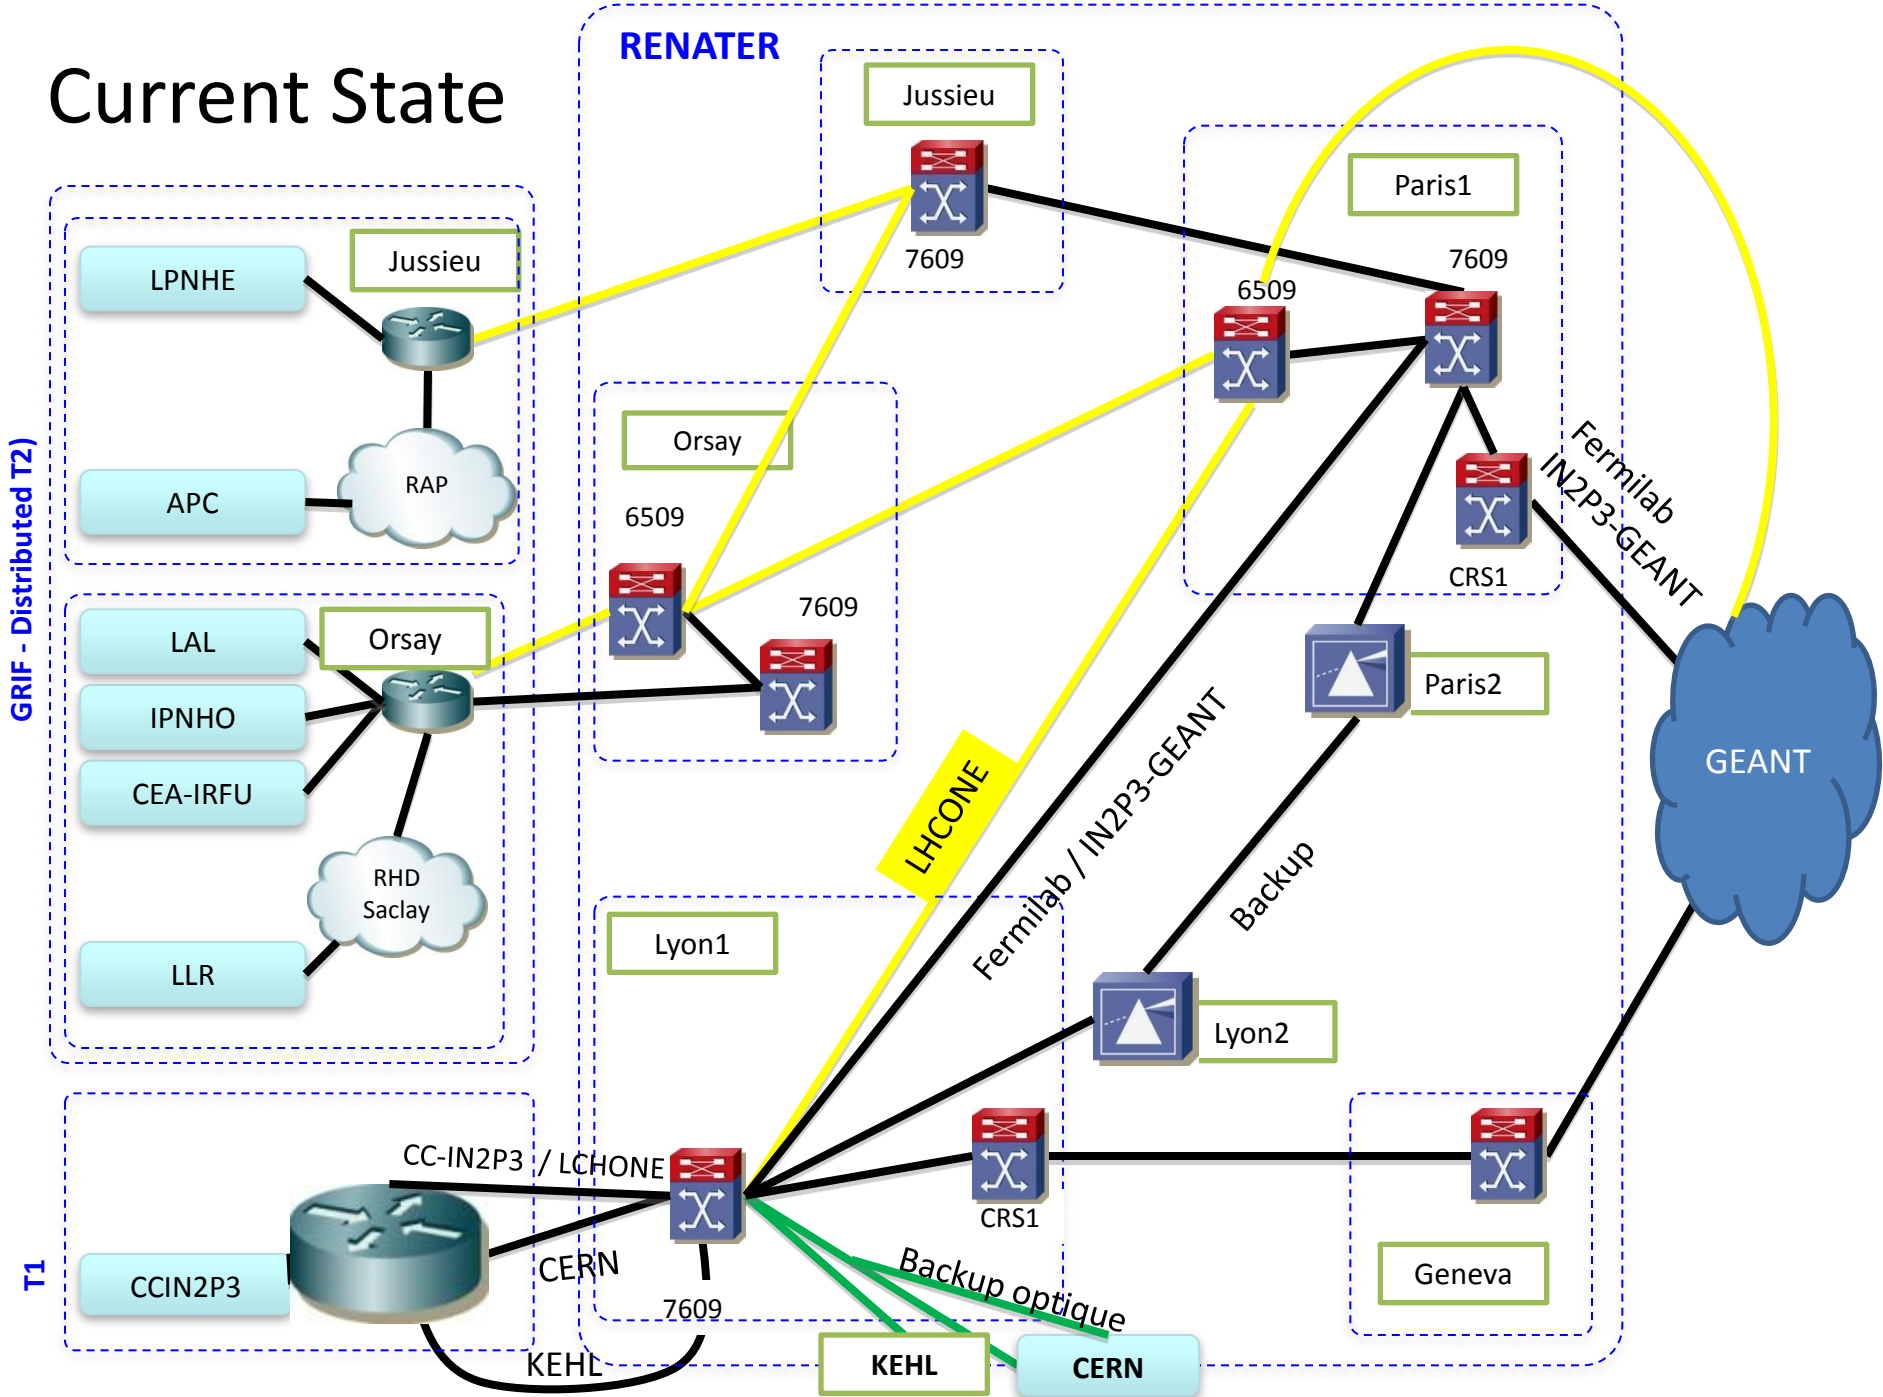 RENATER
Current State
Jussieu
Paris1
7609
7609
6509
LPNHE
Jussieu
APC
RAP
Orsay
6509
7609
Fermilab
IN2P3-GEANT
CRS1
GRIF - Distributed T2)
LAL
Orsay
IPNHO
CEA-IRFU
RHD
Saclay
LLR
Paris2
GEANT
LHCONE
Fermilab / IN2P3-GEANT
Backup
Lyon1
Lyon2
CC-IN2P3 / LCHONE
CRS1
CERN
7609
Backup optique
Geneva
T1
CCIN2P3
KEHL
KEHL
CERN